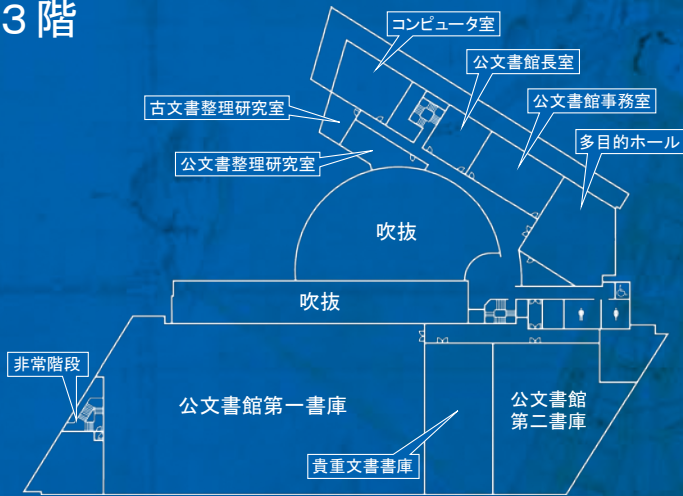 3階
コンピュータ室
公文書館長室
公文書館事務室
多目的ホール
古文書整理研究室
公文書整理研究室
吹抜
吹抜
非常階段
公文書館第一書庫
貴重文書書庫
公文書館
第二書庫